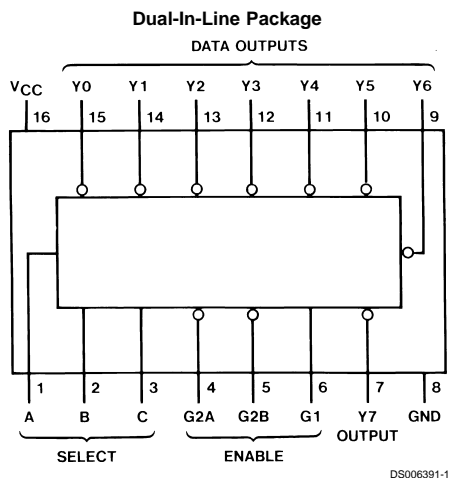 Dual-In-Line Package
DATA OUTPUTS
VCC Y0 Y1 Y2 Y3 Y4 Y5 Y6
16 15 14 13 12 11 10 9
1 2 3 4 5 6 7 8
A B C G2A G2B G1 Y7 GND
OUTPUT
SELECT ENABLE
DS006391-1